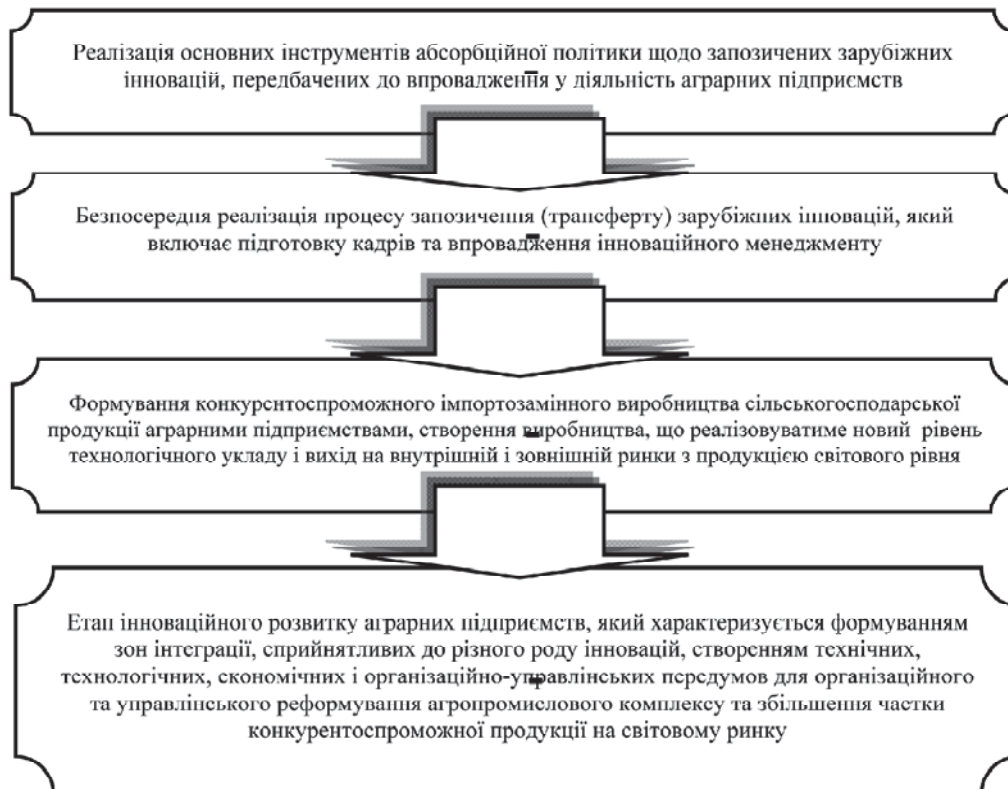 Реалізація основних інструментів абсорбційної політики щодо запозичених зарубіжних
інновацій, передбачених до впровадження у діяльність аграрних підприємств
Безпосередня реалізація процесу запозичення (трансферту) зарубіжних інновацій, який
включає підготовку кадрів та впровадження інноваційного менеджменту
Формування конкурентоспроможного імпортозамінного виробництва сільськогосподарської
продукції аграрними підприємствами, створення виробництва, що реалізовуватиме новий рівень
технологічного укладу і вихід на внутрішній і зовнішній ринки з продукцією світового рівня
Етап інноваційного розвитку аграрних підприємств, який характеризується формуванням
зон інтеграції, сприйнятливих до різного роду інновацій, створенням технічних,
технологічних, економічних і організаційно-управлінських передумов для організаційного
та управлінського реформування агропромислового комплексу та збільшення частки
конкурентоспроможної продукції на світовому ринку